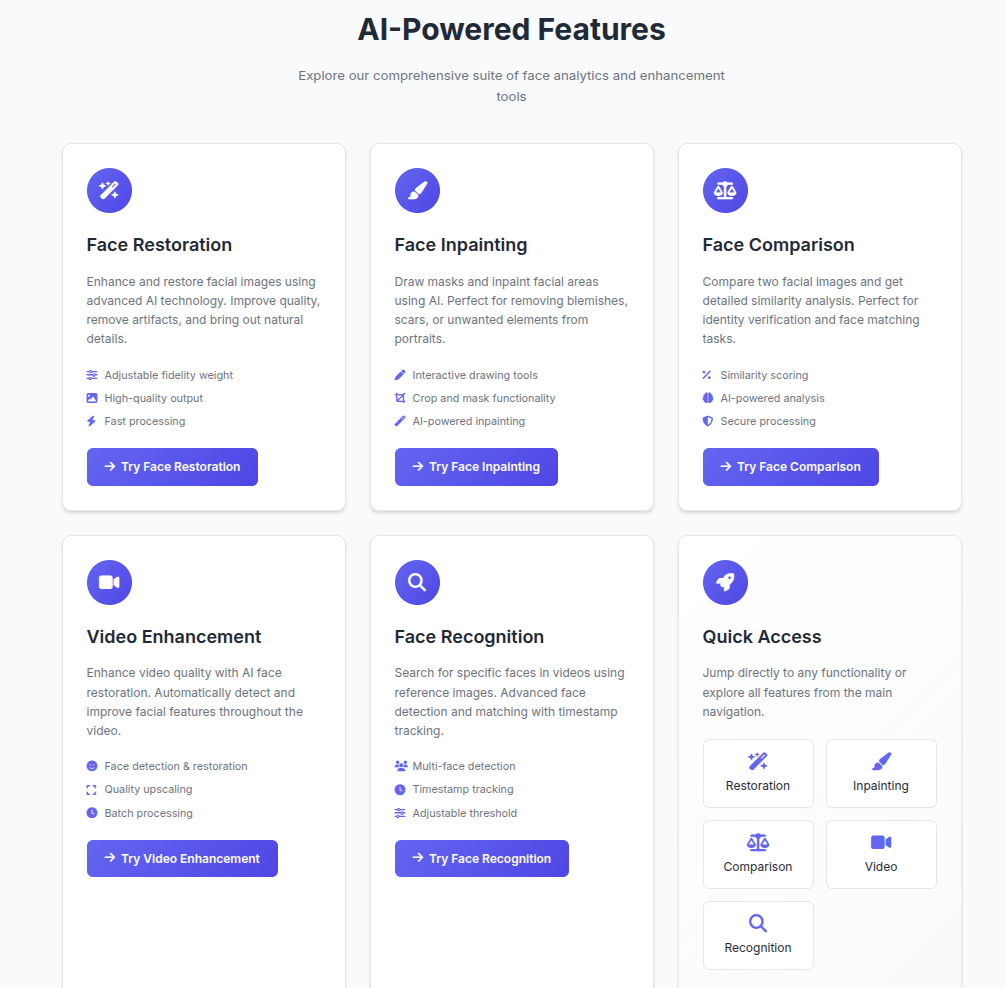 AI-Powered Features
Explore our comprehensive suite of face analytics and enhancement
tools
Face Restoration
Enhance and restore facial images using
advanced AI technology. Improve quality,
remove artifacts, and bring out natural
details.
Adjustable fidelity weight
High-quality output
Fast processing
Try Face Restoration
Face Inpainting
Draw masks and inpaint facial areas
using AI. Perfect for removing blemishes,
scars, or unwanted elements from
portraits.
Interactive drawing tools
Crop and mask functionality
AI-powered inpainting
Try Face Inpainting
Face Comparison
Compare two facial images and get
detailed similarity analysis. Perfect for
identity verification and face matching
tasks.
Similarity scoring
AI-powered analysis
Secure processing
Try Face Comparison
Video Enhancement
Enhance video quality with AI face
restoration. Automatically detect and
improve facial features throughout the
video.
Face detection & restoration
Quality upscaling
Batch processing
Try Video Enhancement
Face Recognition
Search for specific faces in videos using
reference images. Advanced face
detection and matching with timestamp
tracking.
Multi-face detection
Timestamp tracking
Adjustable threshold
Try Face Recognition
Quick Access
Jump directly to any functionality or
explore all features from the main
navigation.
Restoration
Inpainting
Comparison
Video
Recognition